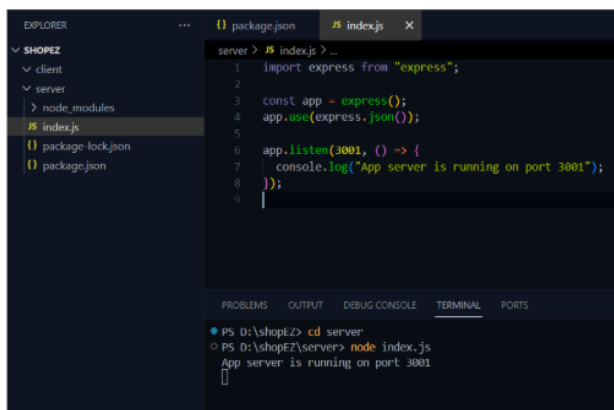 EXPLORER ...
SHOPEZ
client
server
node_modules
JS index.js
{} package-lock.json
{} package.json
{} package.json JS index.js ×
server > JS index.js > ...
1 import express from "express";
2
3 const app = express();
4 app.use(express.json());
5
6 app.listen(3001, () => {
7 console.log("App server is running on port 3001");
8 });
9
PROBLEMS OUTPUT DEBUG CONSOLE TERMINAL PORTS
PS D:\shopEZ> cd server
PS D:\shopEZ\server> node index.js
App server is running on port 3001